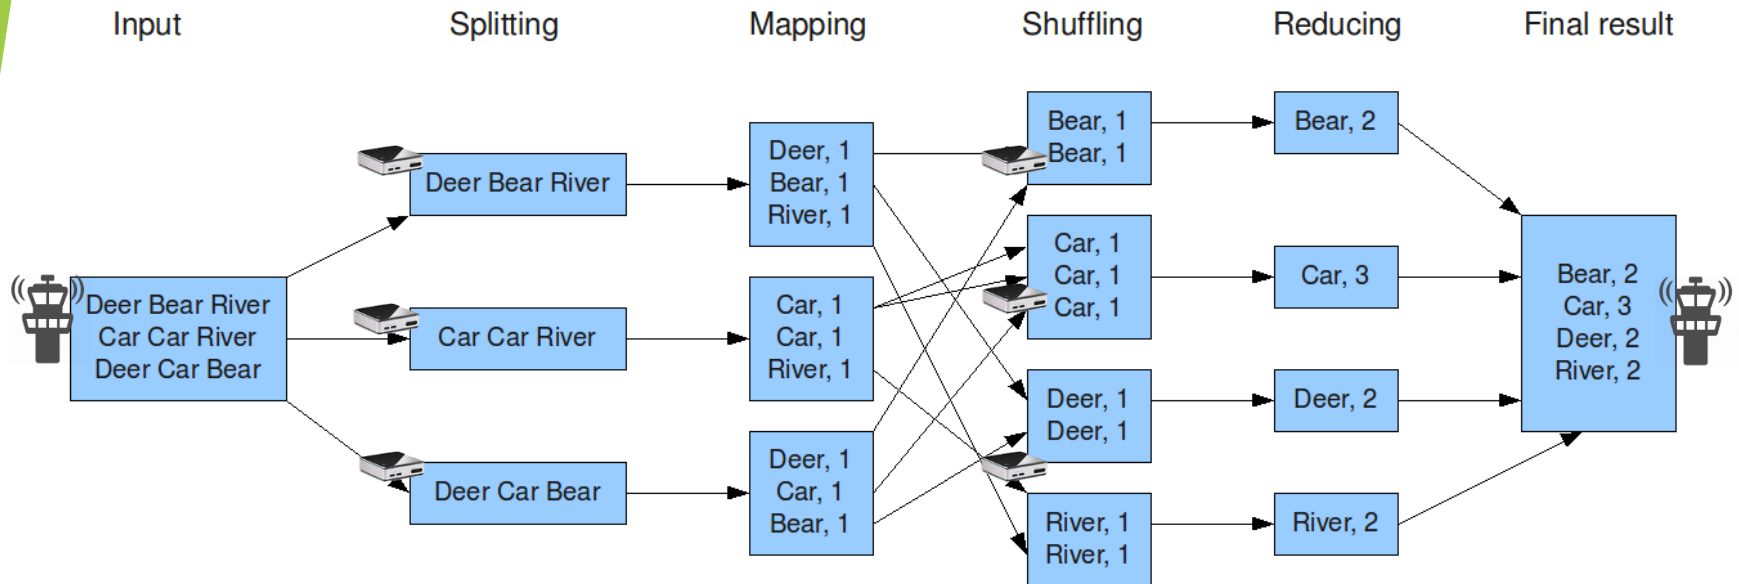 Input
Splitting
Mapping
Shuffling
Reducing
Final result
Deer Bear River
Car Car River
Deer Car Bear
Deer Bear River
Car Car River
Deer Car Bear
Deer, 1
Bear, 1
River, 1
Car, 1
Car, 1
River, 1
Deer, 1
Car, 1
Bear, 1
Bear, 1
Bear, 1
Car, 1
Car, 1
Car, 1
Deer, 1
Deer, 1
River, 1
River, 1
Bear, 2
Car, 3
Deer, 2
River, 2
Bear, 2
Car, 3
Deer, 2
River, 2